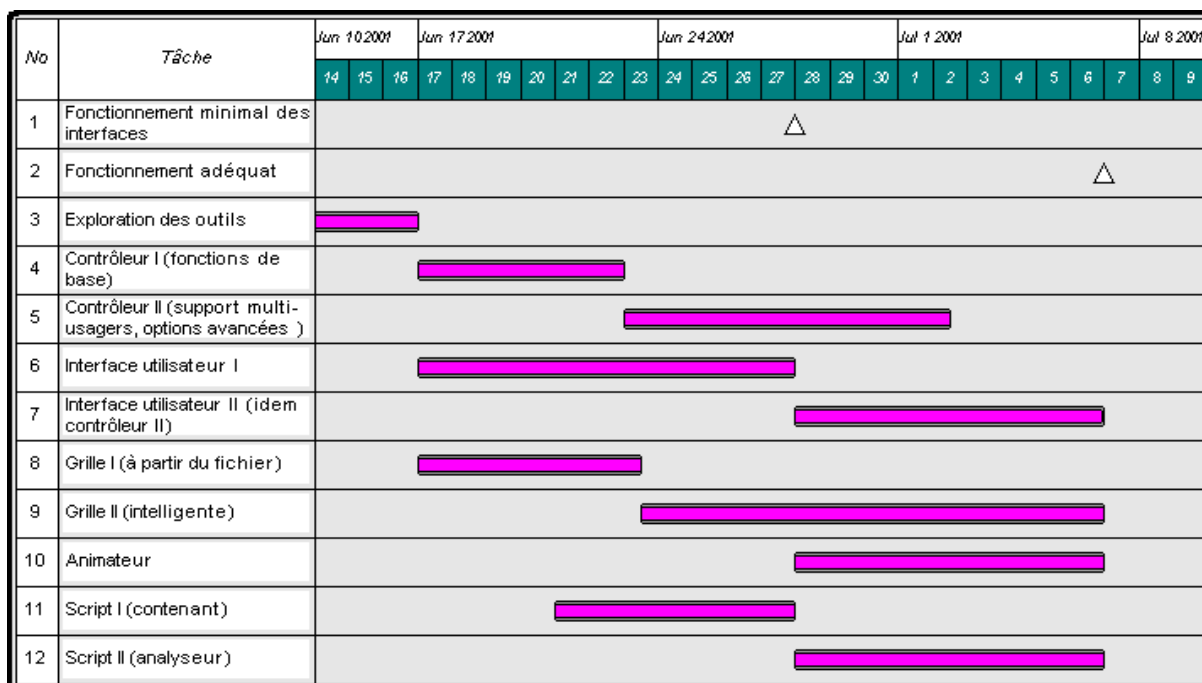 No
Tâche
Jun 10 2001
Jun 17 2001
Jun 24 2001
Jul 1 2001
Jul 8 2001
14 15 16 17 18 19 20 21 22 23 24 25 26 27 28 29 30 1 2 3 4 5 6 7 8 9
1
Fonctionnement minimal des
interfaces
2
Fonctionnement adéquat
3
Exploration des outils
4
Contrôleur I (fonctions de
base)
5
Contrôleur II (support multi-
usagers, options avancées )
6
Interface utilisateur I
7
Interface utilisateur II (idem
contrôleur II)
8
Grille I (à partir du fichier)
9
Grille II (intelligente)
10
Animateur
11
Script I (contenant)
12
Script II (analyseur)